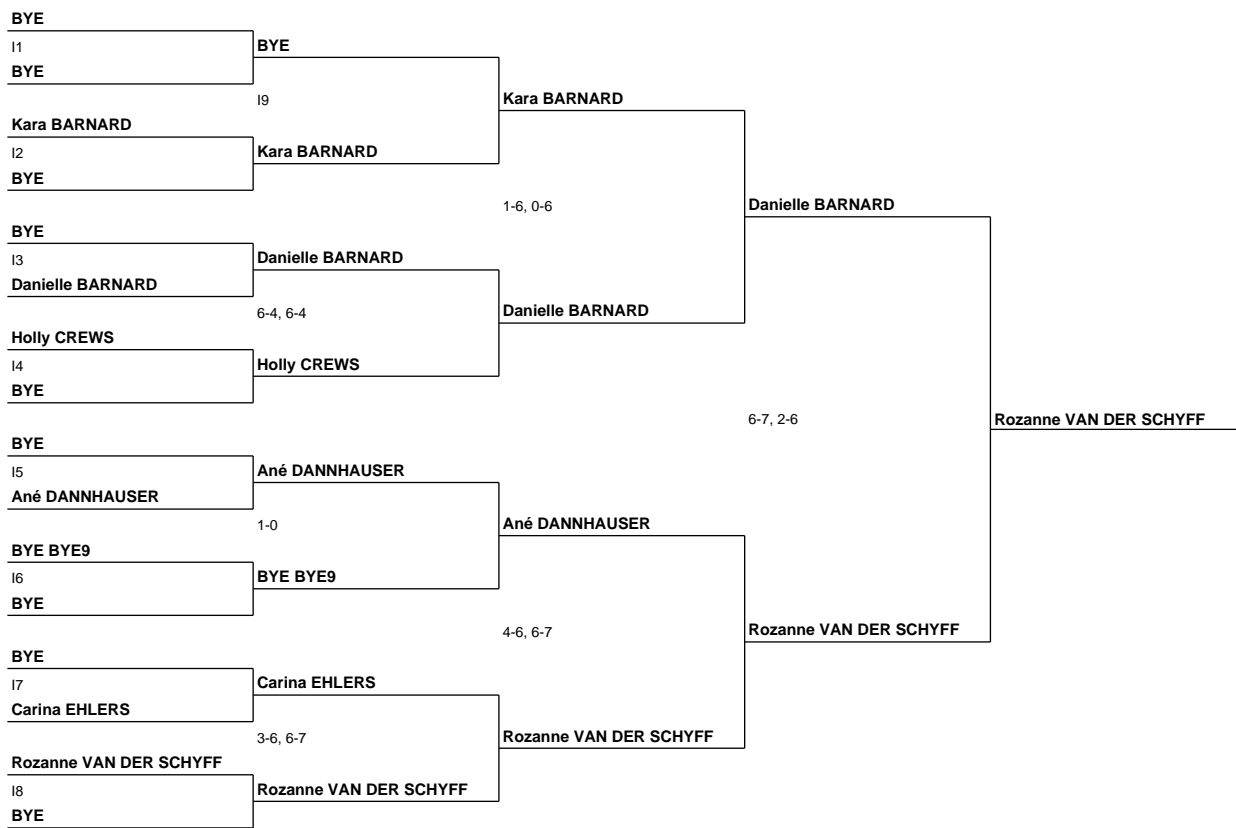 BYE
I1
BYE
BYE
I9
Kara BARNARD
Kara BARNARD
I2
Kara BARNARD
BYE
1-6, 0-6
Danielle BARNARD
BYE
I3
Danielle BARNARD
Danielle BARNARD
6-4, 6-4
Danielle BARNARD
Holly CREWS
I4
Holly CREWS
BYE
6-7, 2-6
Rozanne VAN DER SCHYFF
BYE
I5
Ané DANNHAUSER
Ané DANNHAUSER
1-0
Ané DANNHAUSER
BYE BYE9
I6
BYE BYE9
BYE
4-6, 6-7
Rozanne VAN DER SCHYFF
BYE
I7
Carina EHLERS
Carina EHLERS
3-6, 6-7
Rozanne VAN DER SCHYFF
Rozanne VAN DER SCHYFF
I8
Rozanne VAN DER SCHYFF
BYE